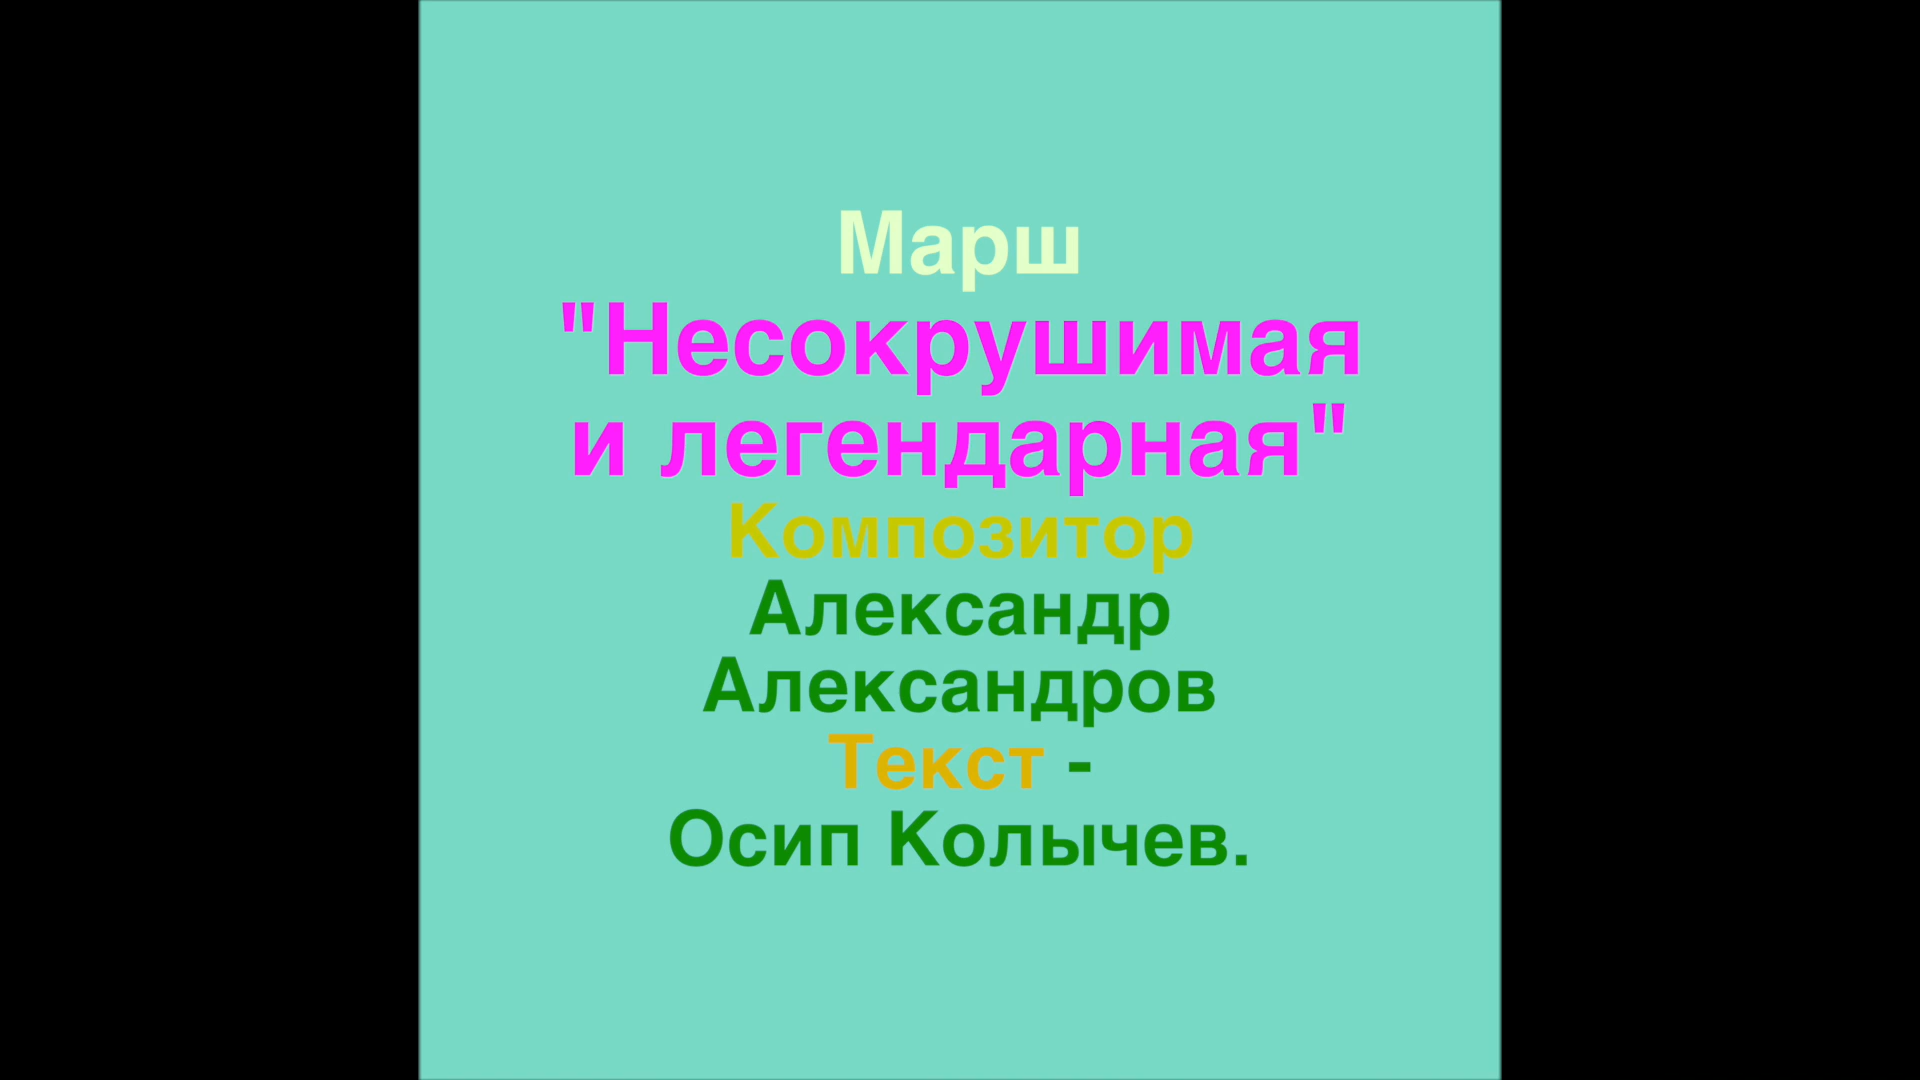 Марш
"Несокрушимая
и легендарная"
Композитор
Александр
Александров
Текст -
Осип Колычев.